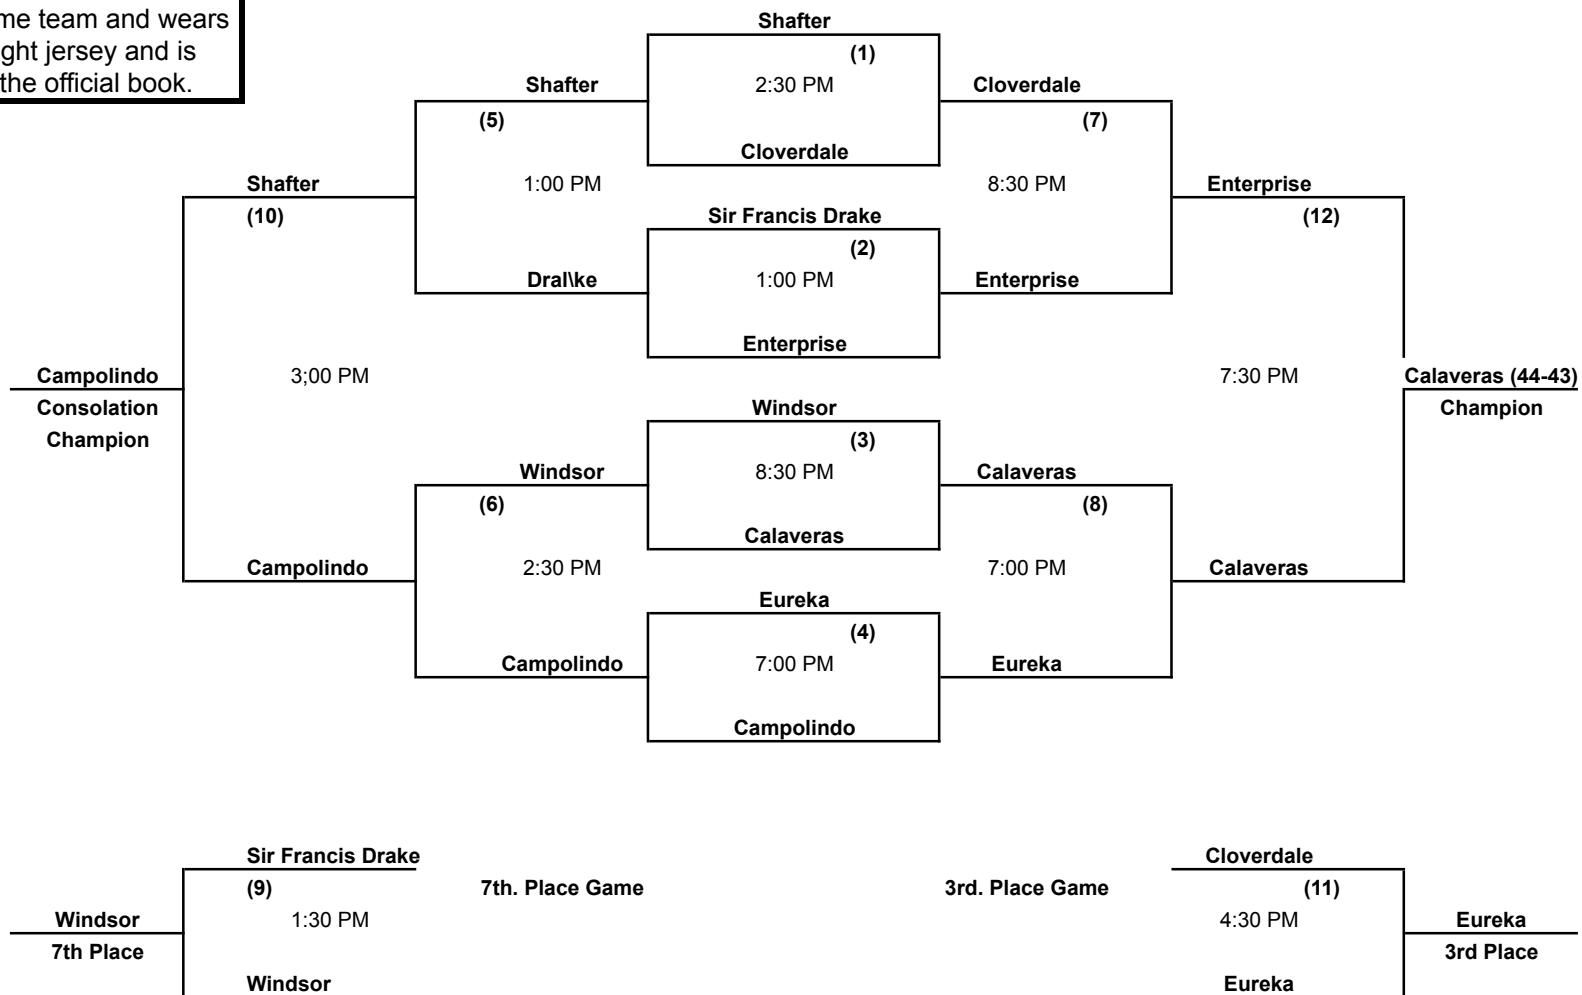 me team and wears
ght jersey and is
the official book.
Shafter
(1)
Shafter
2:30 PM
Cloverdale
(5)
(7)
Cloverdale
Shafter
1:00 PM
8:30 PM
Enterprise
(10)
Sir Francis Drake
(12)
(2)
Dral\ke
1:00 PM
Enterprise
Enterprise
Campolindo
3;00 PM
7:30 PM
Calaveras (44-43)
Consolation
Windsor
Champion
Champion
(3)
Windsor
8:30 PM
Calaveras
(6)
(8)
Calaveras
Campolindo
2:30 PM
7:00 PM
Calaveras
Eureka
(4)
Campolindo
7:00 PM
Eureka
Campolindo
Sir Francis Drake
Cloverdale
(9)
7th. Place Game
3rd. Place Game
(11)
Windsor
1:30 PM
4:30 PM
Eureka
7th Place
3rd Place
Windsor
Eureka